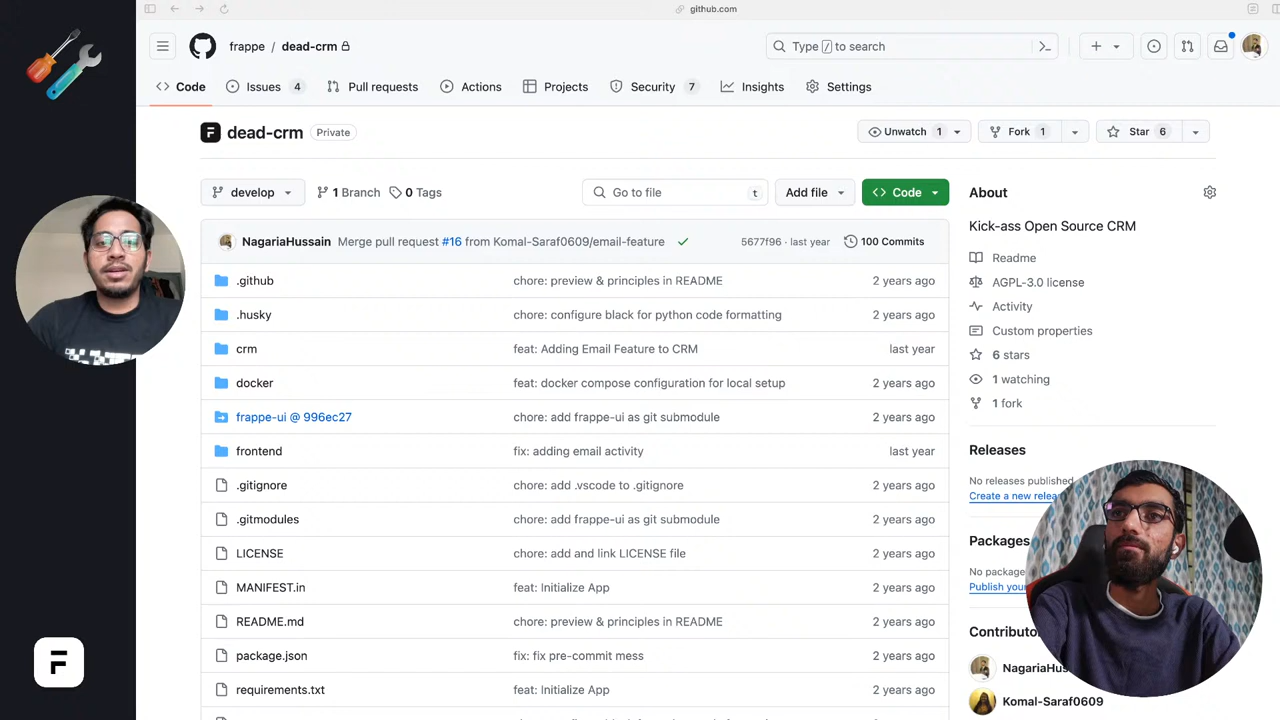 github.com
frappe / dead-crm
Type / to search
Code
Issues 4
Pull requests
Actions
Projects
Security 7
Insights
Settings
dead-crm Private
Unwatch 1
Fork 1
Star 6
develop
1 Branch
0 Tags
Go to file t
Add file
Code
NagariaHussain Merge pull request #16 from Komal-Saraf0609/email-feature 5677f96 · last year 100 Commits
.github chore: preview & principles in README 2 years ago
.husky chore: configure black for python code formatting 2 years ago
crm feat: Adding Email Feature to CRM last year
docker feat: docker compose configuration for local setup 2 years ago
frappe-ui @ 996ec27 chore: add frappe-ui as git submodule 2 years ago
frontend fix: adding email activity last year
.gitignore chore: add .vscode to .gitignore 2 years ago
.gitmodules chore: add frappe-ui as git submodule 2 years ago
LICENSE chore: add and link LICENSE file 2 years ago
MANIFEST.in feat: Initialize App 2 years ago
README.md chore: preview & principles in README 2 years ago
package.json fix: fix pre-commit mess 2 years ago
requirements.txt feat: Initialize App 2 years ago
About
Kick-ass Open Source CRM
Readme
AGPL-3.0 license
Activity
Custom properties
6 stars
1 watching
1 fork
Releases
No releases published
Create a new
Packages
No
Publish
Komal-Saraf0609
F